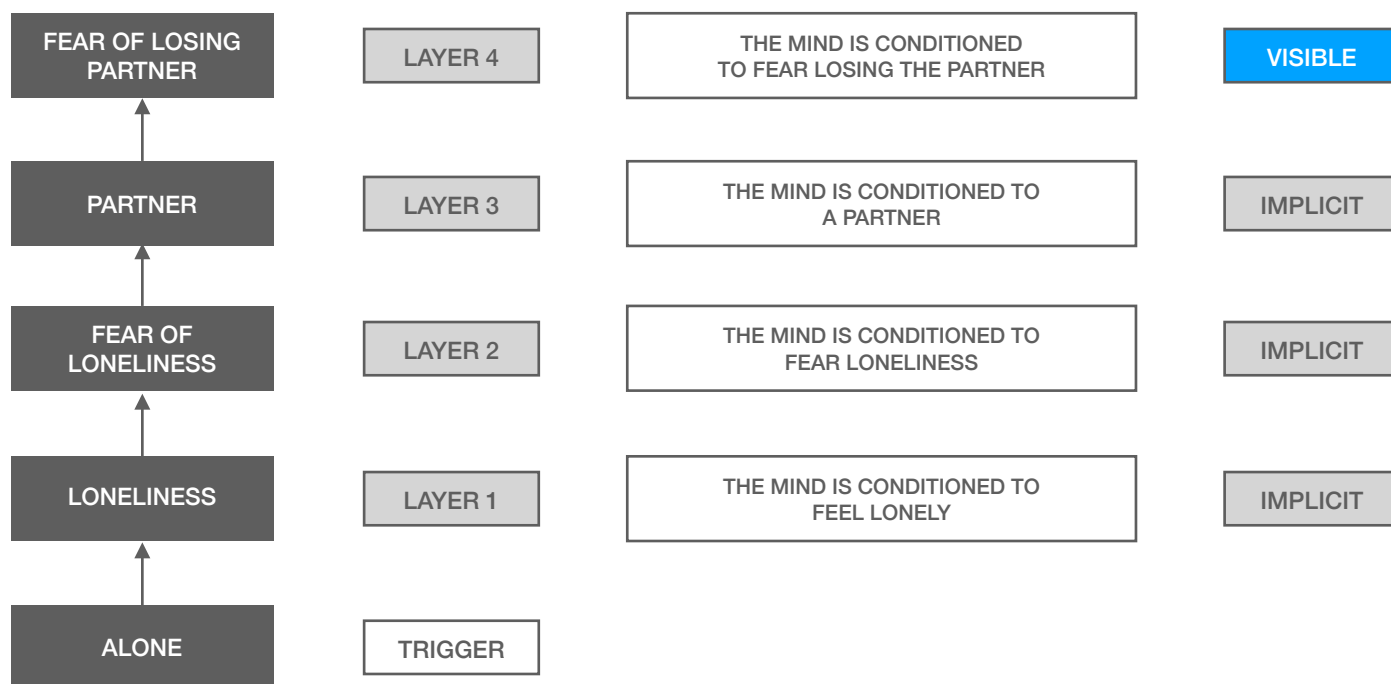 FEAR OF LOSING
PARTNER
LAYER 4
THE MIND IS CONDITIONED
TO FEAR LOSING THE PARTNER
VISIBLE
PARTNER
LAYER 3
THE MIND IS CONDITIONED TO
A PARTNER
IMPLICIT
FEAR OF
LONELINESS
LAYER 2
THE MIND IS CONDITIONED TO
FEAR LONELINESS
IMPLICIT
LONELINESS
LAYER 1
THE MIND IS CONDITIONED TO
FEEL LONELY
IMPLICIT
ALONE
TRIGGER